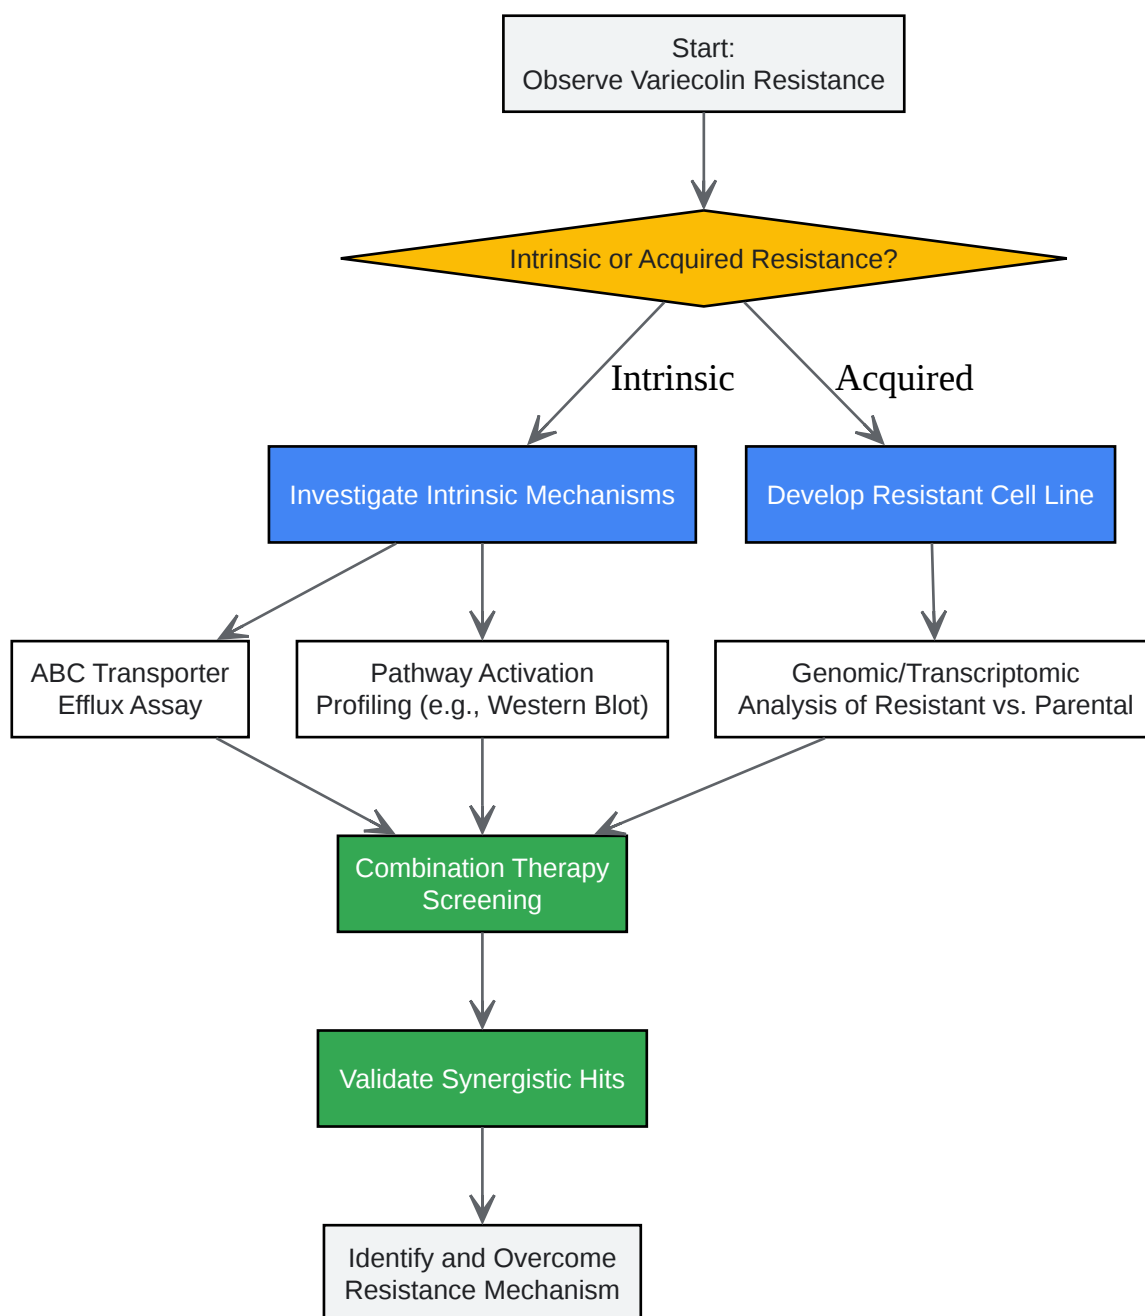 Start:
Observe Variecolin Resistance
Intrinsic or Acquired Resistance?
Intrinsic
Acquired
Investigate Intrinsic Mechanisms
Develop Resistant Cell Line
ABC Transporter
Efflux Assay
Pathway Activation
Profiling (e.g., Western Blot)
Genomic/Transcriptomic
Analysis of Resistant vs. Parental
Combination Therapy
Screening
Validate Synergistic Hits
Identify and Overcome
Resistance Mechanism